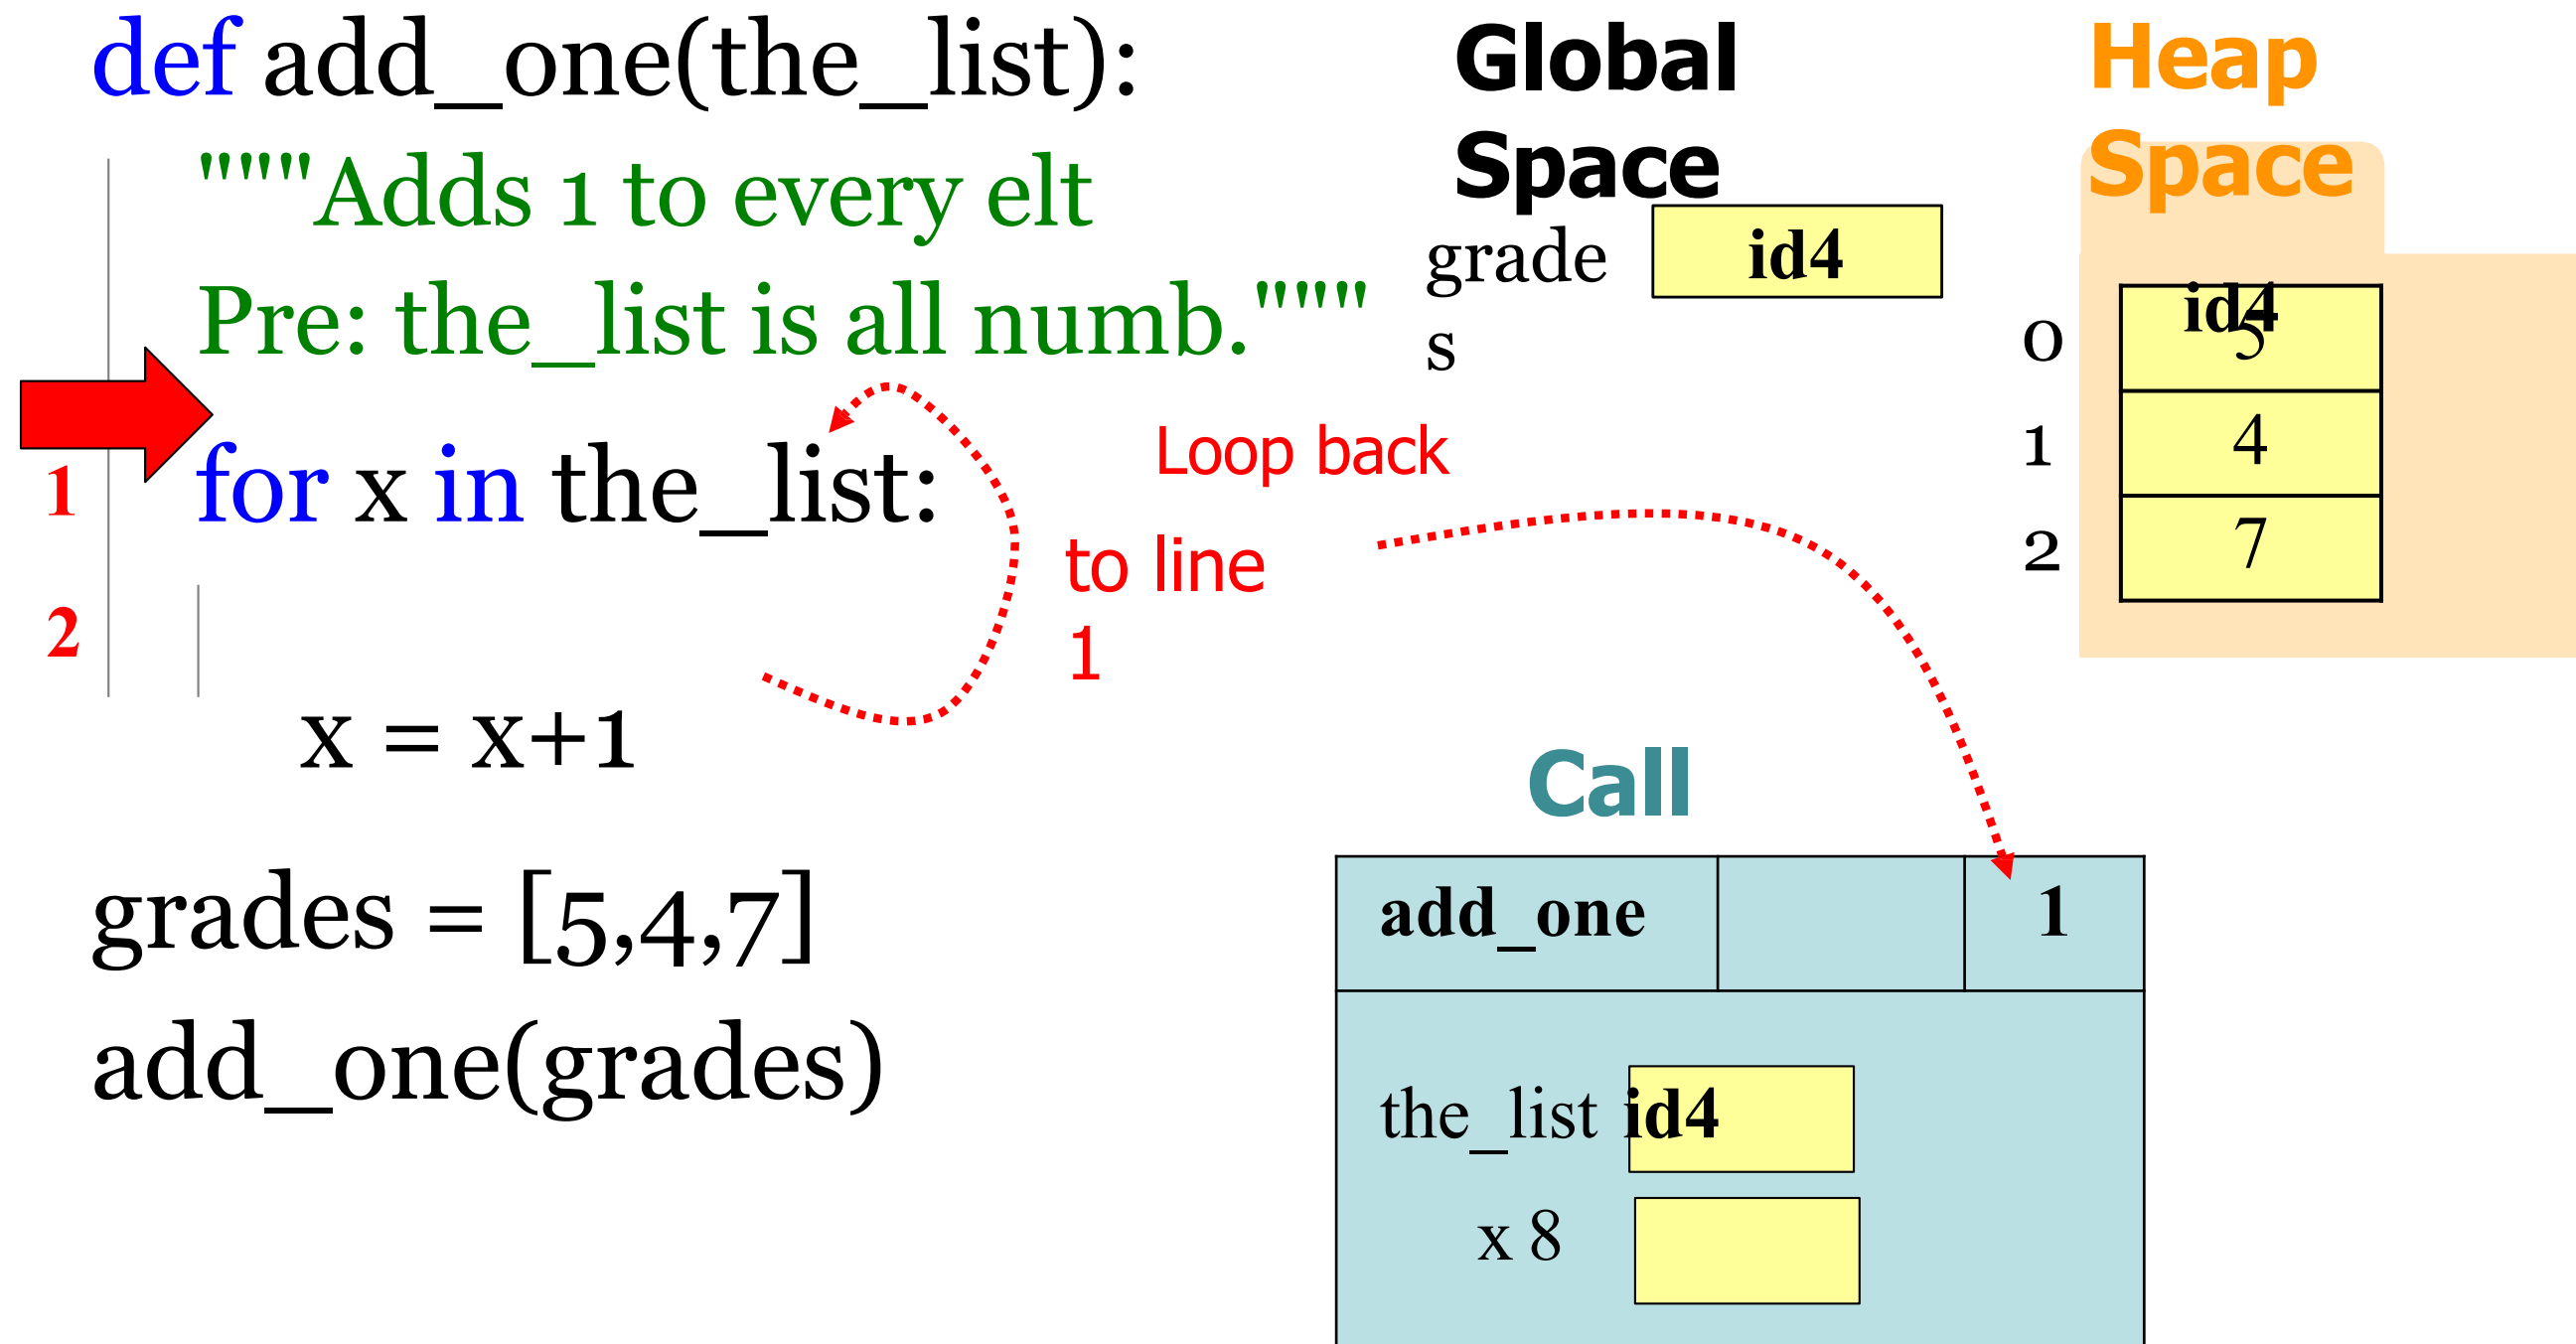 def add_one(the_list):
"""Adds 1 to every elt
Pre: the_list is all numb."""
1 for x in the_list:
2
x = x+1
grades = [5,4,7]
add_one(grades)
Loop back
to line
1
Global
Space
grade
s
id4
Heap
Space
id4
0 5
1 4
2 7
Call
add_one 1
the_list id4
x 8